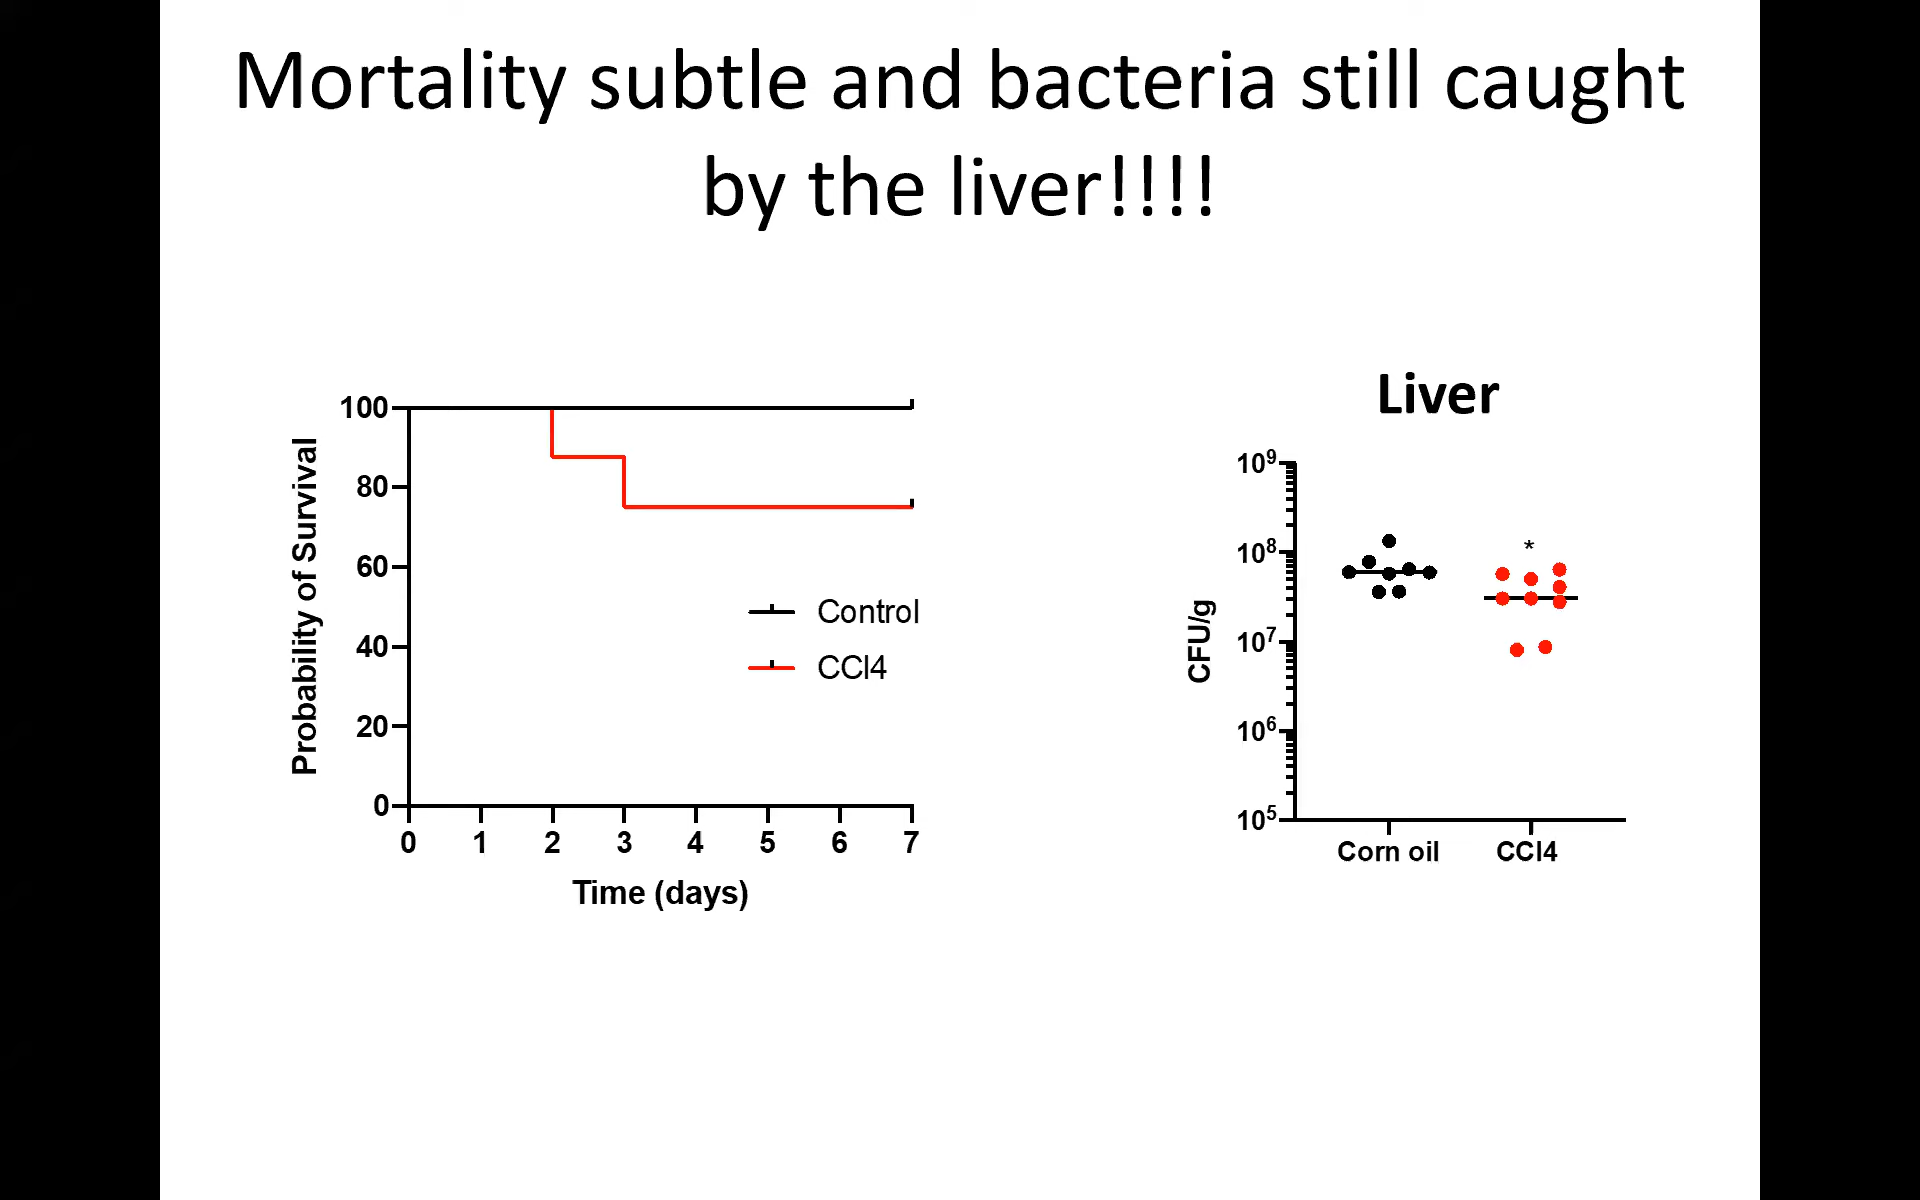 Mortality subtle and bacteria still caught
by the liver!!!!
Probability of Survival
100
80
60
40
20
0
0 1 2 3 4 5 6 7
Time (days)
Control
CCl4
Liver
CFU/g
10⁹
10⁸
10⁷
10⁶
10⁵
*
Corn oil CCl4